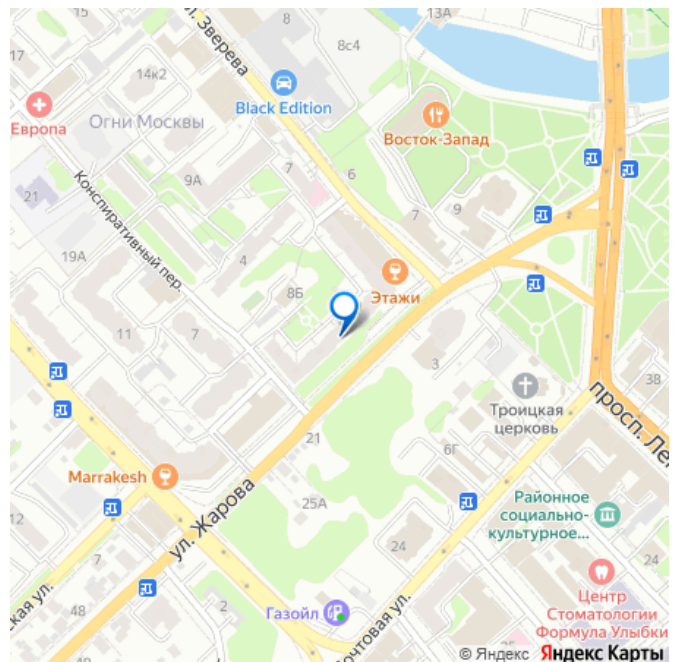 8
13А
17
л. Зверева
8с4
14к2
Black Edition
Европа
Огни Москвы
Восток-Запад
9А
7
6
21
7
9
Конспиративный пер.
19А
4
8Б
Этажи
11
7
3
38
Троицкая
церковь
просп. Ле
21
6Г
Marrakesh
25А
Районное
социально-
культурное...
12
ул. Жарова
24
24
7
Центр
Стоматологии
Формула Улыбки
48
2
Газойл
ская ул.
очтовая ул.
© Яндекс Яндекс Карты